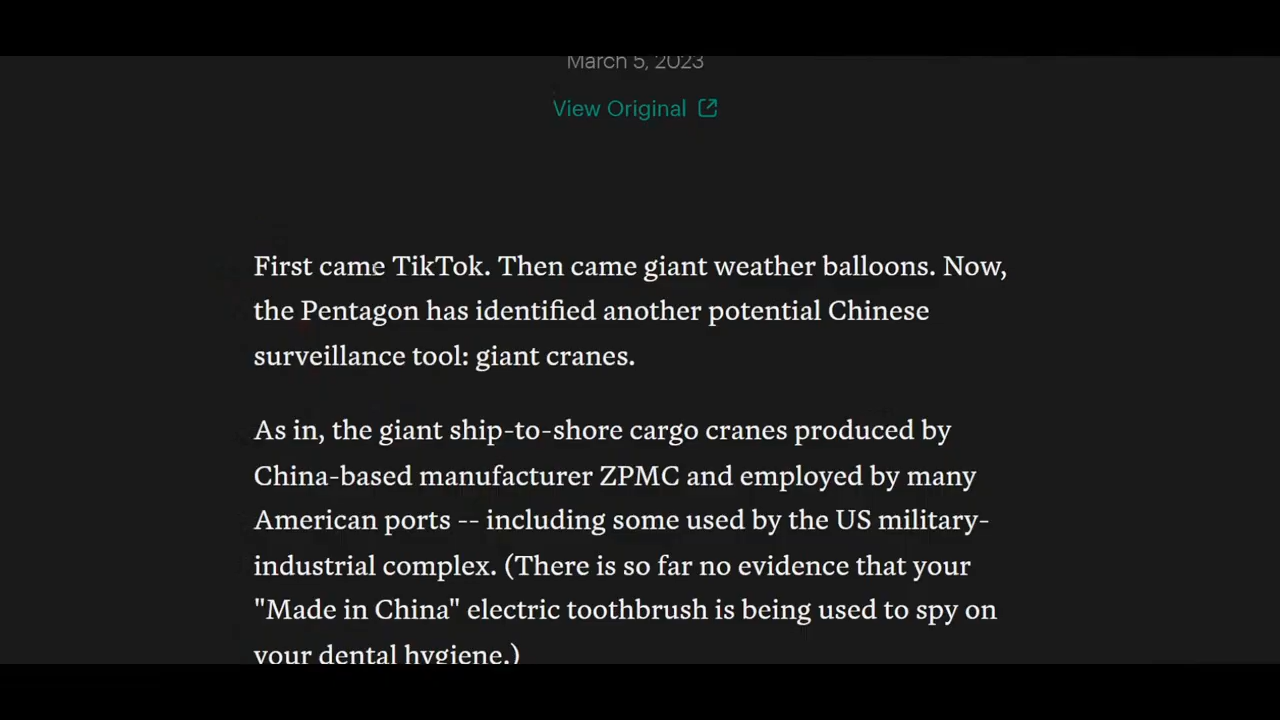 March 5, 2023
View Original
First came TikTok. Then came giant weather balloons. Now,
the Pentagon has identified another potential Chinese
surveillance tool: giant cranes.
As in, the giant ship-to-shore cargo cranes produced by
China-based manufacturer ZPMC and employed by many
American ports -- including some used by the US military-
industrial complex. (There is so far no evidence that your
"Made in China" electric toothbrush is being used to spy on
your dental hygiene.)